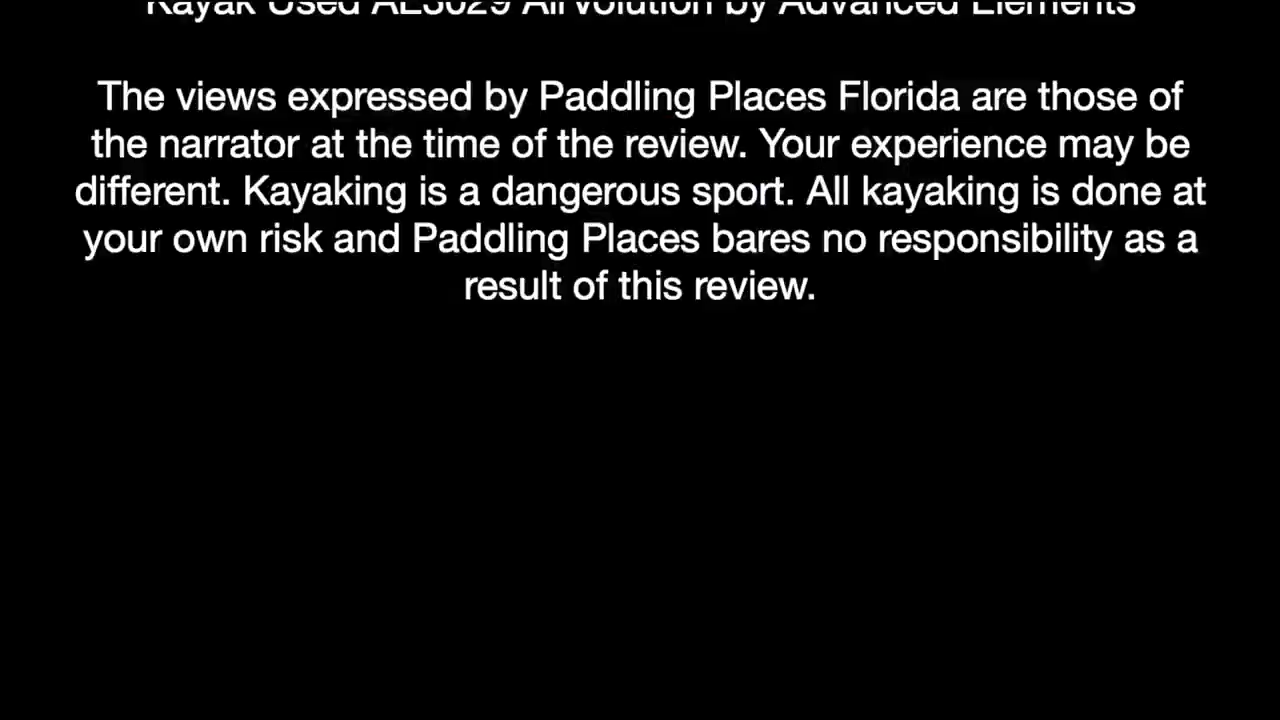 Kayak Used AE3029 AirVolution by Advanced Elements
The views expressed by Paddling Places Florida are those of
the narrator at the time of the review. Your experience may be
different. Kayaking is a dangerous sport. All kayaking is done at
your own risk and Paddling Places bares no responsibility as a
result of this review.